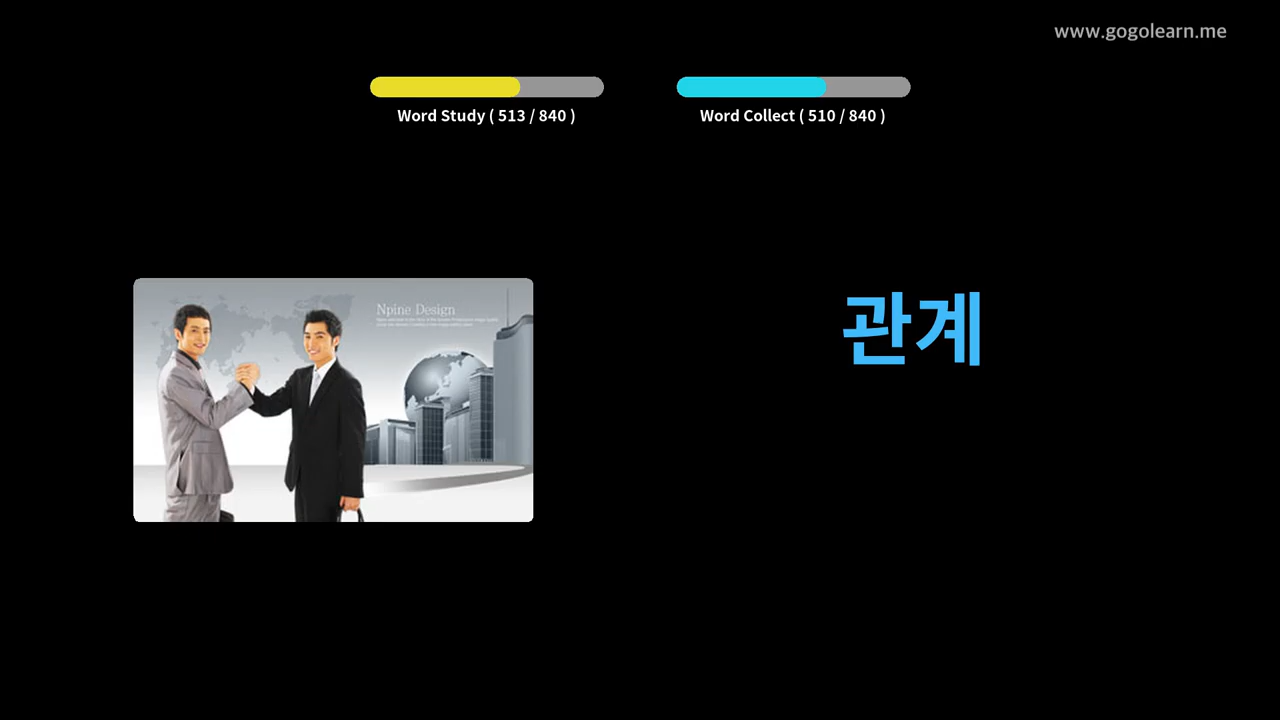 www.gogolearn.me
Word Study ( 513 / 840 )
Word Collect ( 510 / 840 )
Npine Design
관계